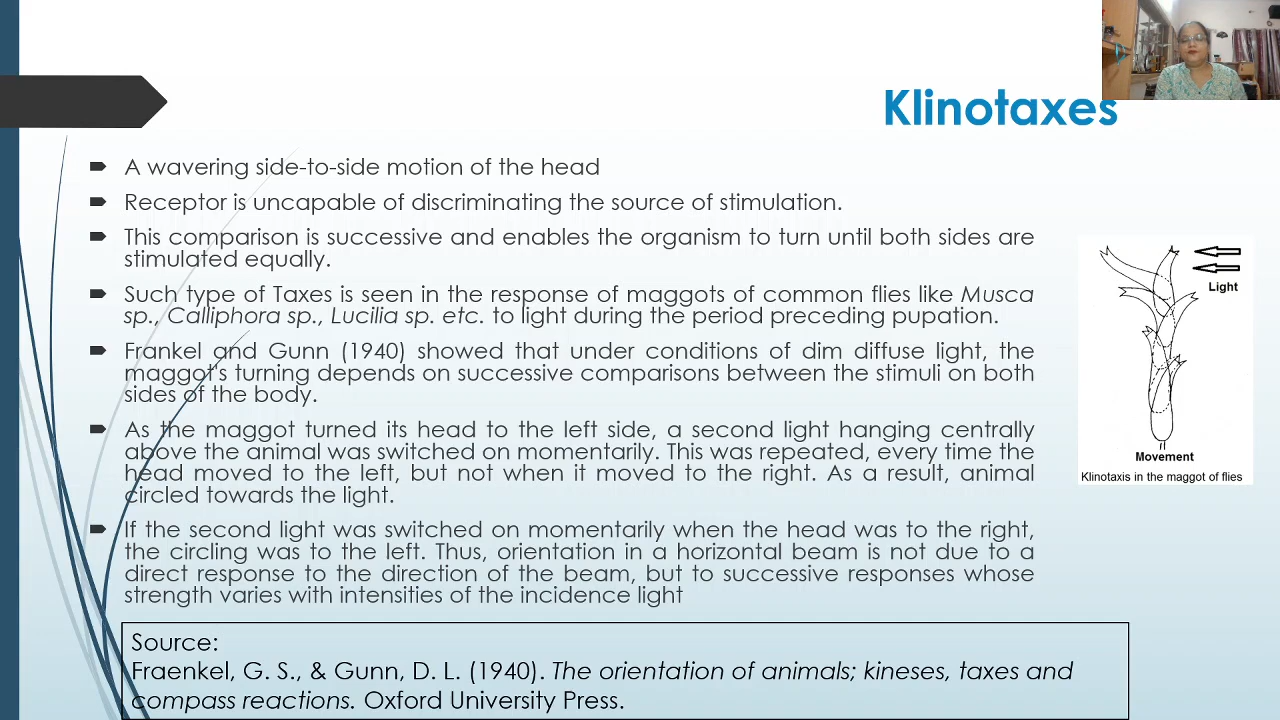 Klinotaxes
A wavering side-to-side motion of the head
Receptor is uncapable of discriminating the source of stimulation.
This comparison is successive and enables the organism to turn until both sides are
stimulated equally.
Such type of Taxes is seen in the response of maggots of common flies like Musca
sp., Calliphora sp., Lucilia sp. etc. to light during the period preceding pupation.
Frankel and Gunn (1940) showed that under conditions of dim diffuse light, the
maggot's turning depends on successive comparisons between the stimuli on both
sides of the body.
As the maggot turned its head to the left side, a second light hanging centrally
above the animal was switched on momentarily. This was repeated, every time the
head moved to the left, but not when it moved to the right. As a result, animal
circled towards the light.
If the second light was switched on momentarily when the head was to the right,
the circling was to the left. Thus, orientation in a horizontal beam is not due to a
direct response to the direction of the beam, but to successive responses whose
strength varies with intensities of the incidence light
Light
Movement
Klinotaxis in the maggot of flies
Source:
Fraenkel, G. S., & Gunn, D. L. (1940). The orientation of animals; kineses, taxes and
compass reactions. Oxford University Press.